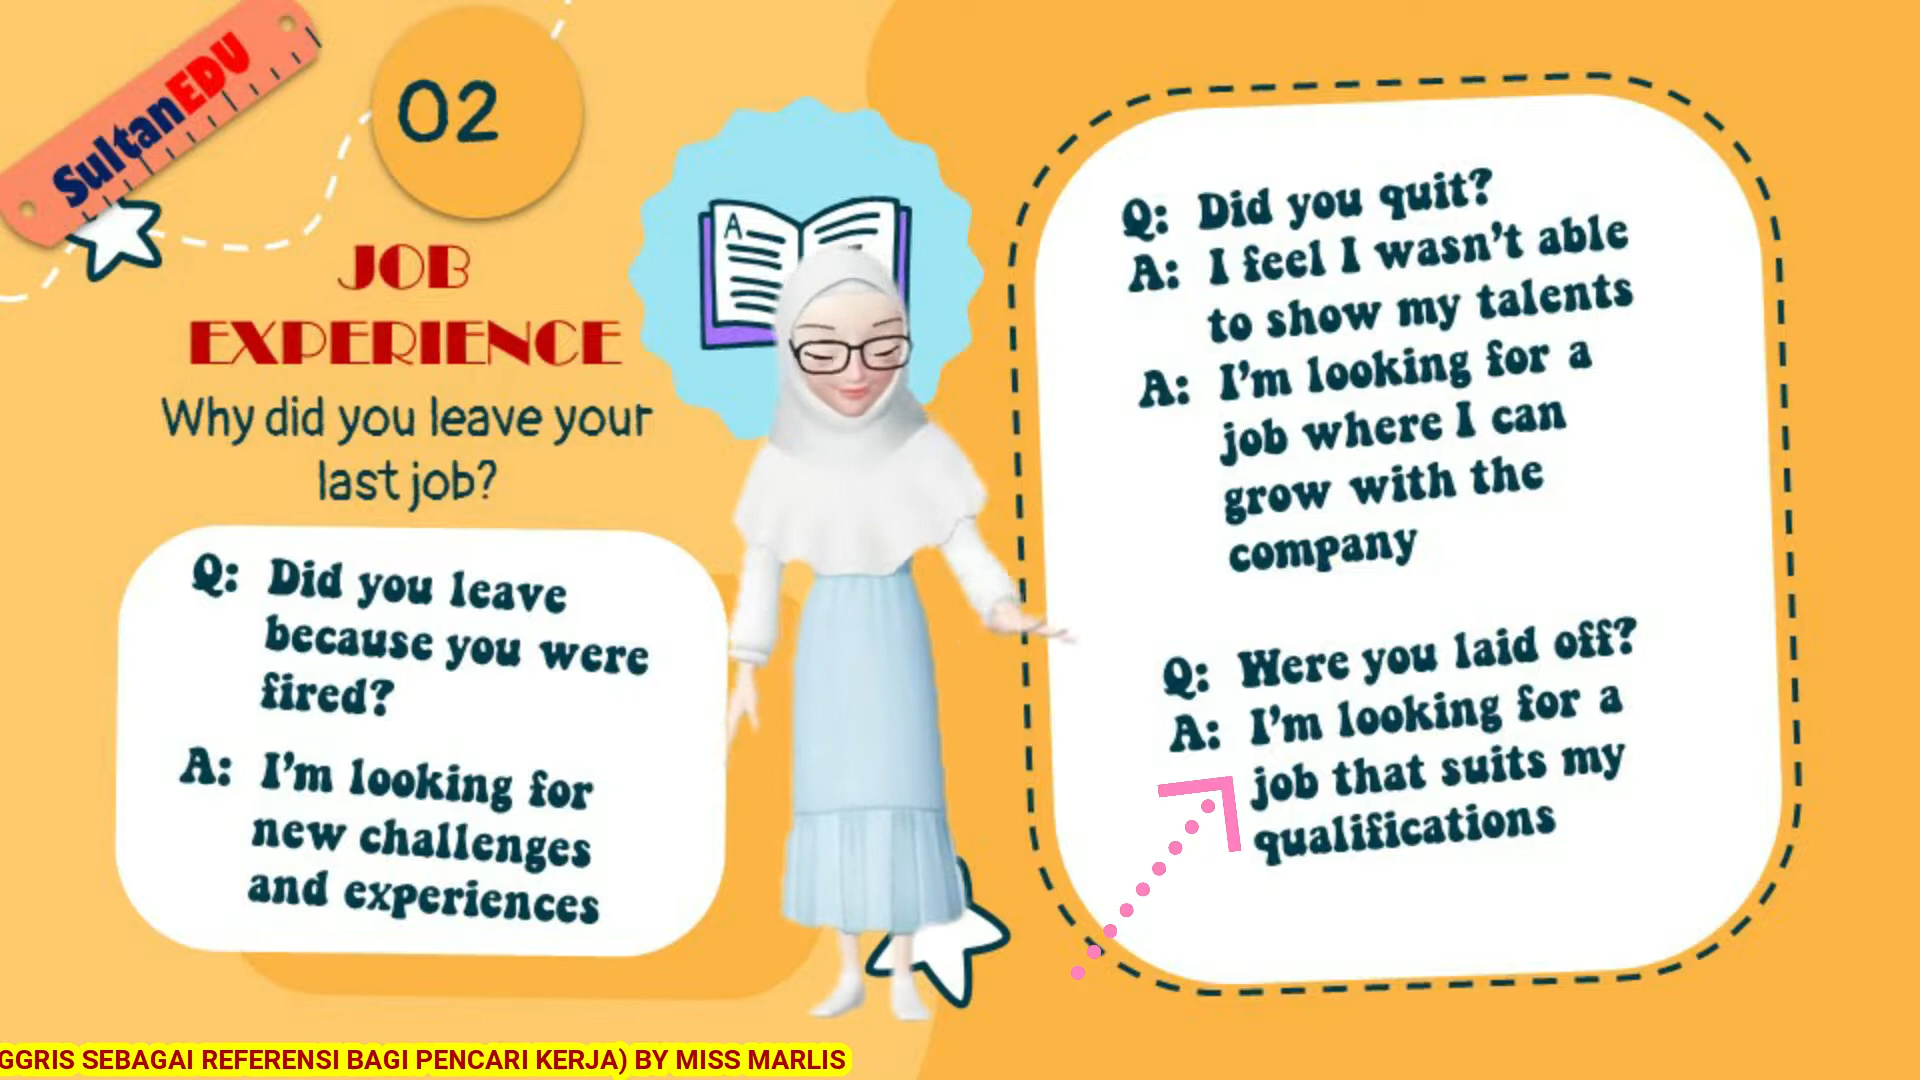 SultanEDU
02
JOB
EXPERIENCE
Why did you leave your
last job?
Q: Did you leave
because you were
fired?
A: I'm looking for
new challenges
and experiences
A
Q: Did you quit?
A: I feel I wasn't able
to show my talents
A: I'm looking for a
job where I can
grow with the
company
Q: Were you laid off?
A: I'm looking for a
job that suits my
qualifications
GGRIS SEBAGAI REFERENSI BAGI PENCARI KERJA) BY MISS MARLIS